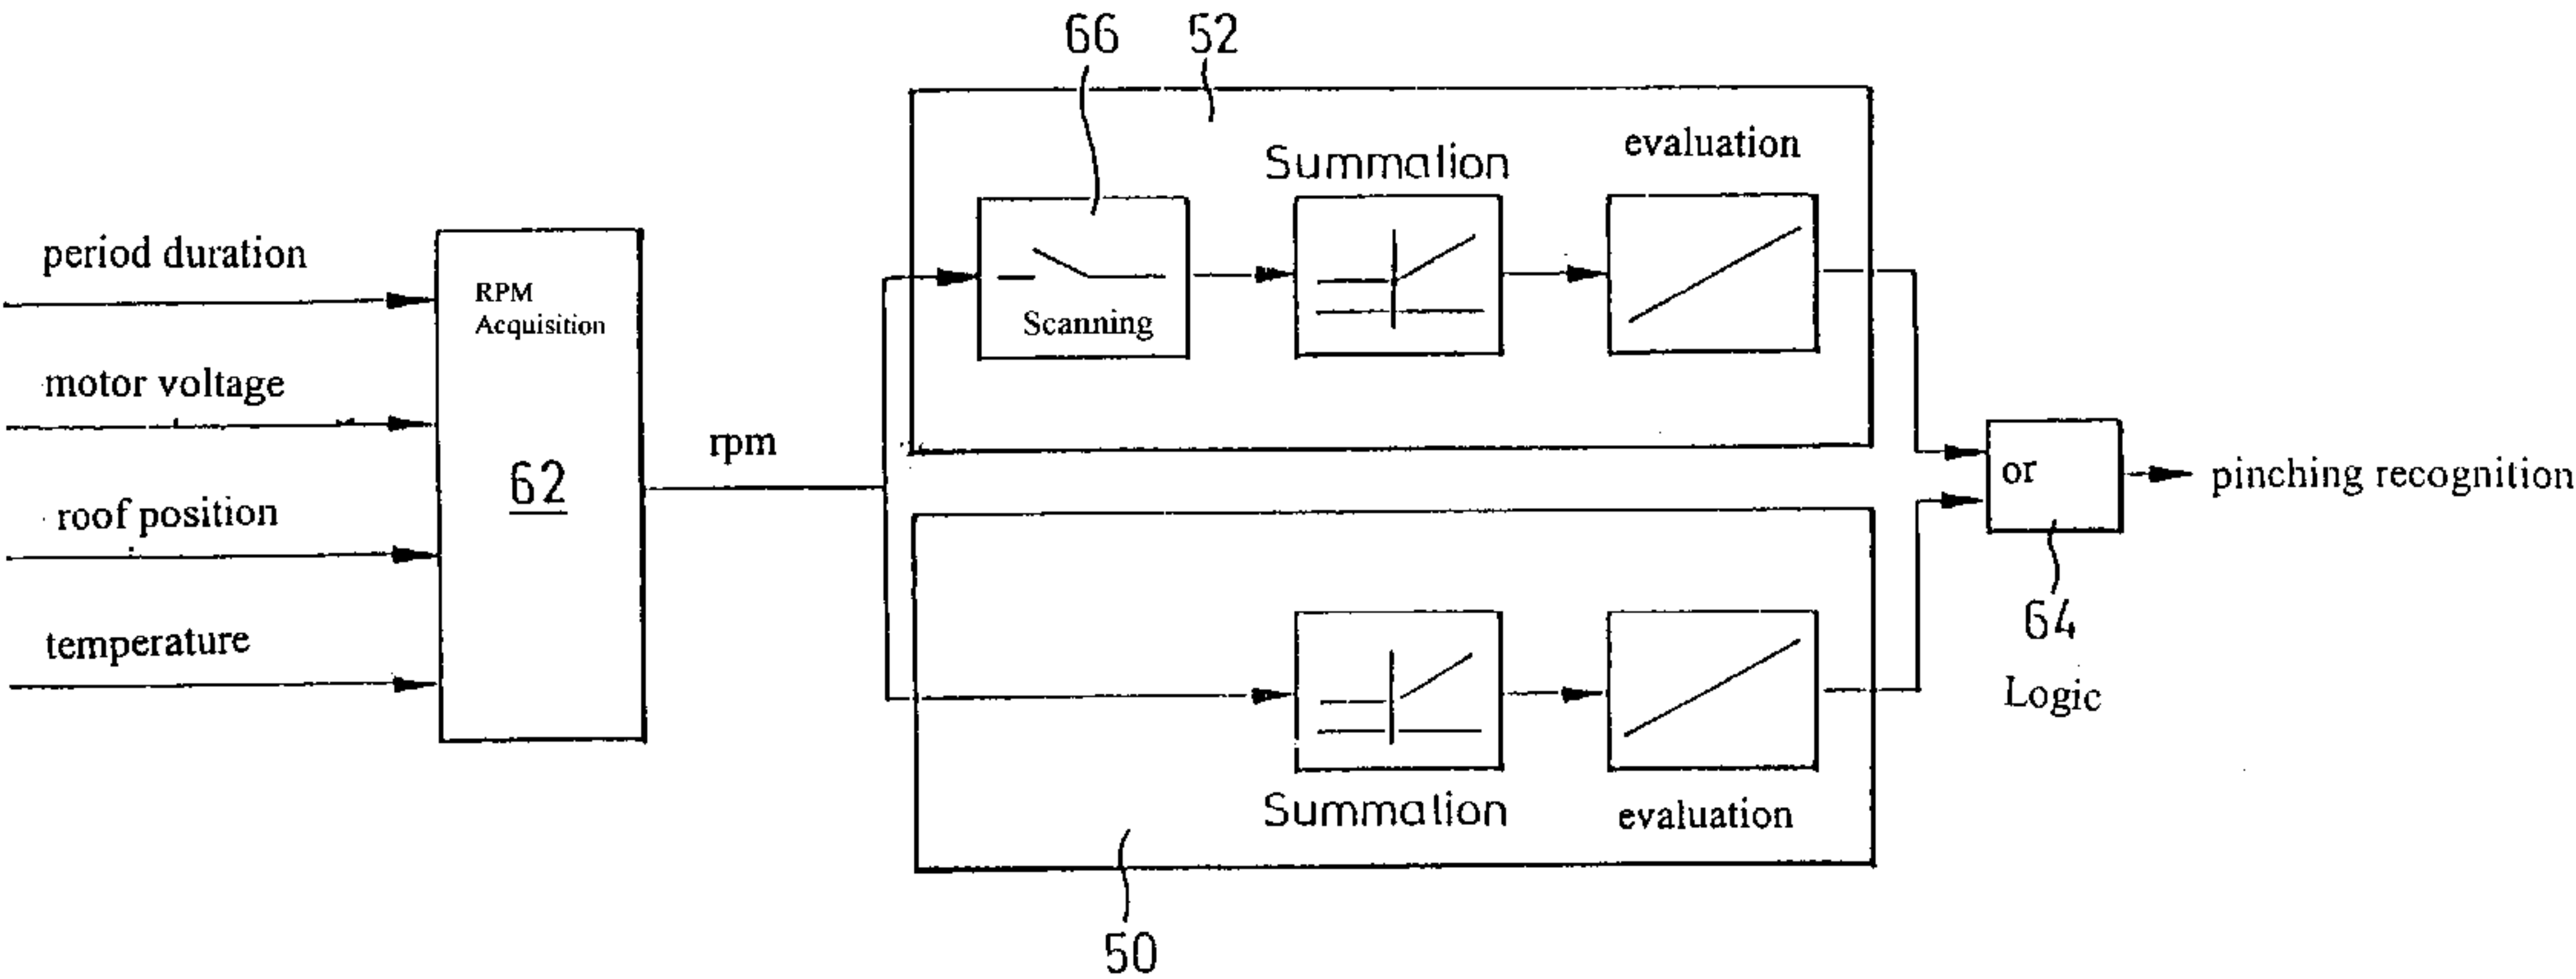 66
52
Summation
evaluation
period duration
RPM
Acquisition
Scanning
motor voltage
rpm
62
or
pinching recognition
roof position
temperature
64
Logic
Summation
evaluation
50